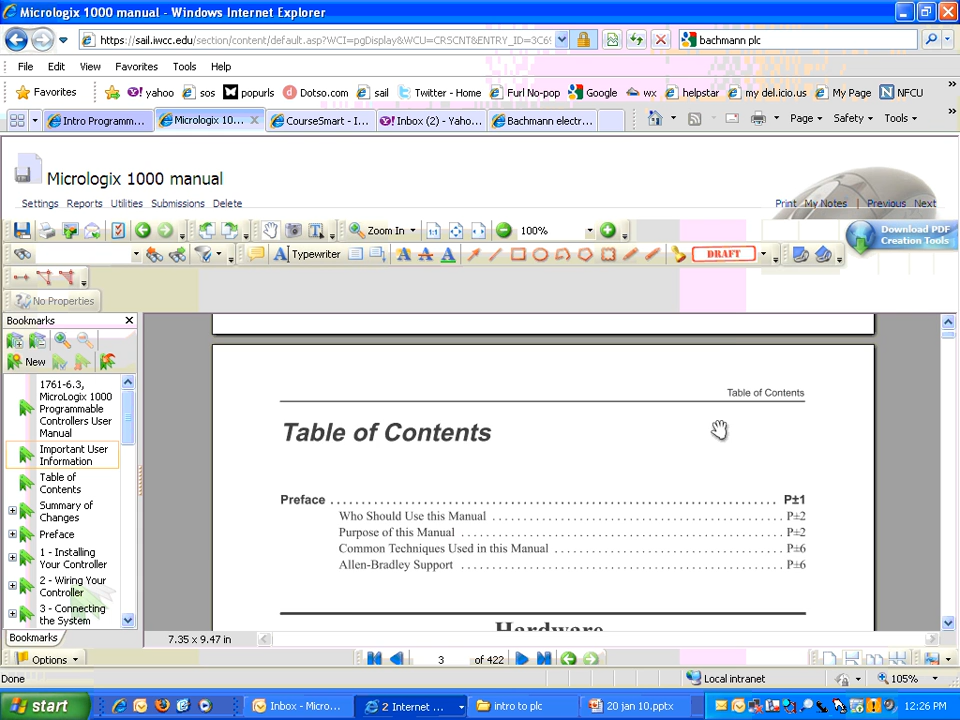 Micrologix 1000 manual - Windows Internet Explorer
https://sail.iwcc.edu/section/content/default.asp?WCI=pgDisplay&WCU=CRSCNT&ENTRY_ID=3C69
bachmann plc
File Edit View Favorites Tools Help
Favorites yahoo sos popurls Dotso.com sail Twitter - Home Furl No-pop Google wx helpstar my del.icio.us My Page NFCU
Intro Programm... Micrologix 10... CourseSmart - I... Inbox (2) - Yaho... Bachmann electr...
Page Safety Tools
Micrologix 1000 manual
Settings Reports Utilities Submissions Delete
Print My Notes | Previous Next
Zoom In 100%
Download PDF
Creation Tools
Typewriter DRAFT
No Properties
Bookmarks
New
1761-6.3,
MicroLogix 1000
Programmable
Controllers User
Manual
Important User
Information
Table of
Contents
Summary of
Changes
Preface
1 - Installing
Your Controller
2 - Wiring Your
Controller
3 - Connecting
the System
Bookmarks
Table of Contents
Table of Contents
Preface P±1
Who Should Use this Manual P±2
Purpose of this Manual P±2
Common Techniques Used in this Manual P±6
Allen-Bradley Support P±6
Hardware
7.35 x 9.47 in
Options 3 of 422
Done Local intranet 105%
start Inbox - Micro... 2 Internet ... intro to plc 20 jan 10.pptx 12:26 PM